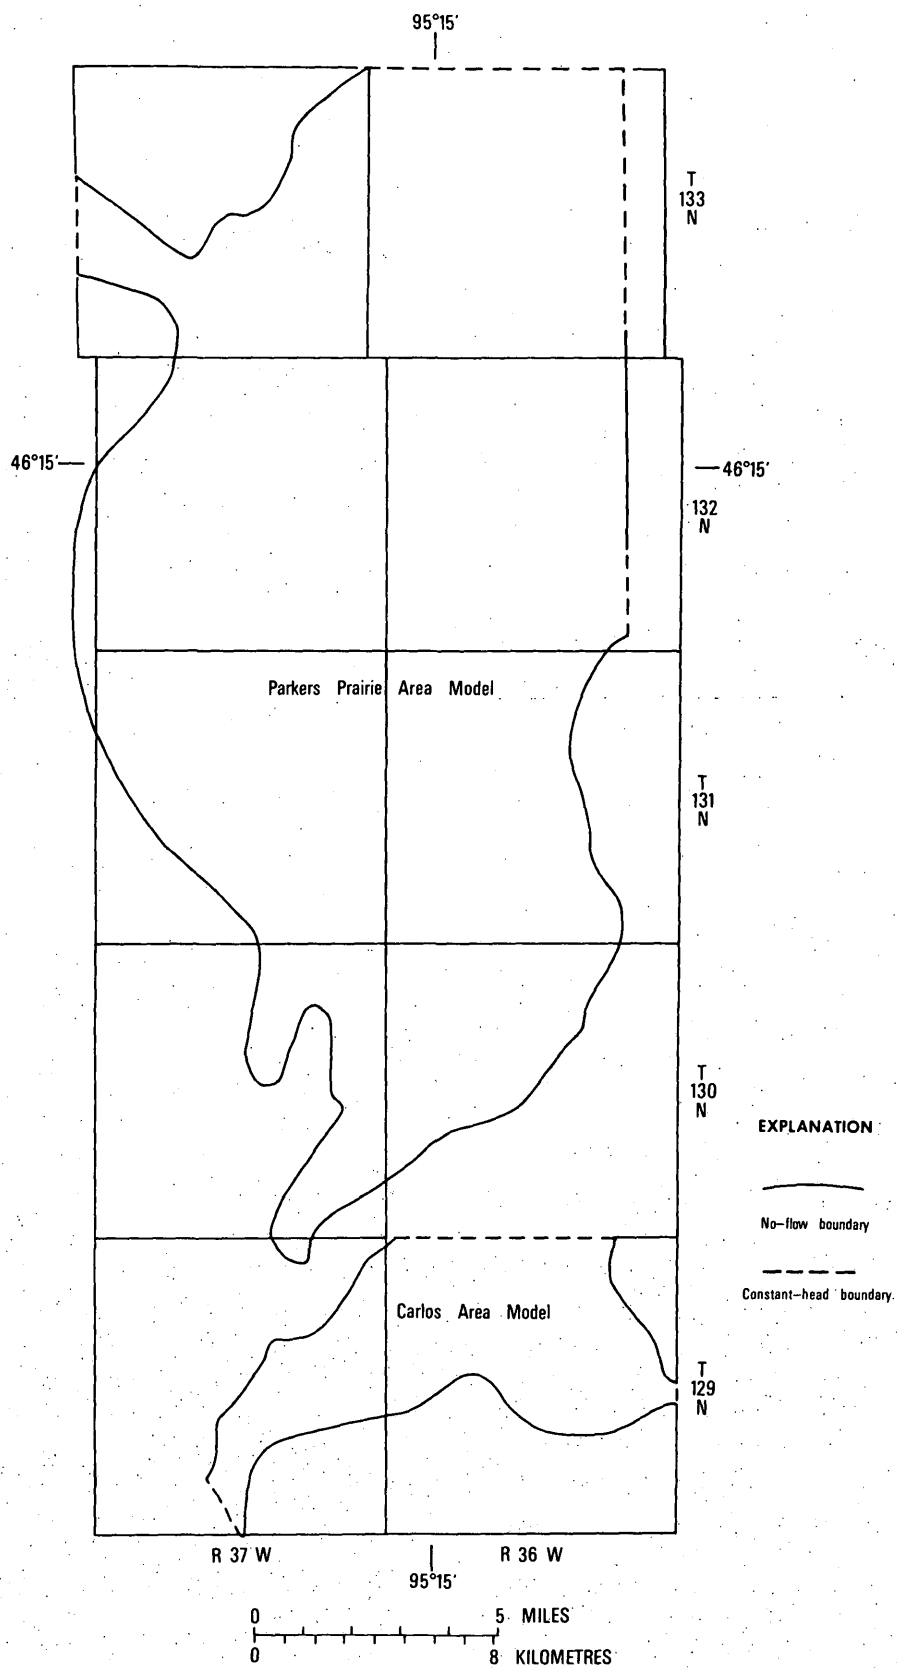 95°15'
T
133
N
46°15'
46°15'
132
N
Parkers Prairie Area Model
T
131
N
T
130
N
EXPLANATION
No-flow boundary
Constant-head boundary
Carlos Area Model
T
129
N
R 37 W
R 36 W
95°15'
0 5 MILES
0 8 KILOMETRES